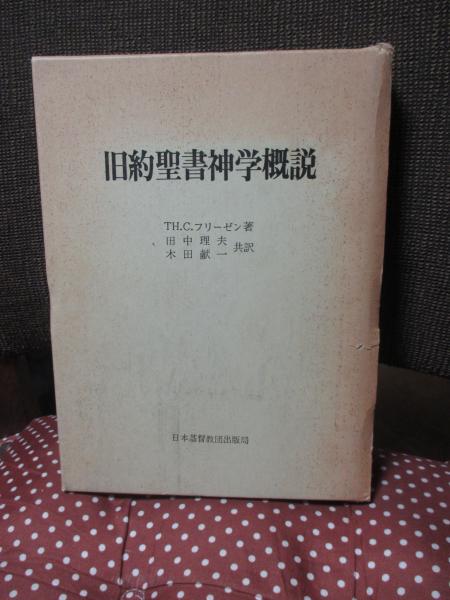 旧約聖書神学概説
TH.C.フリーゼン著
田中理夫
木田献一
共訳
日本基督教団出版局